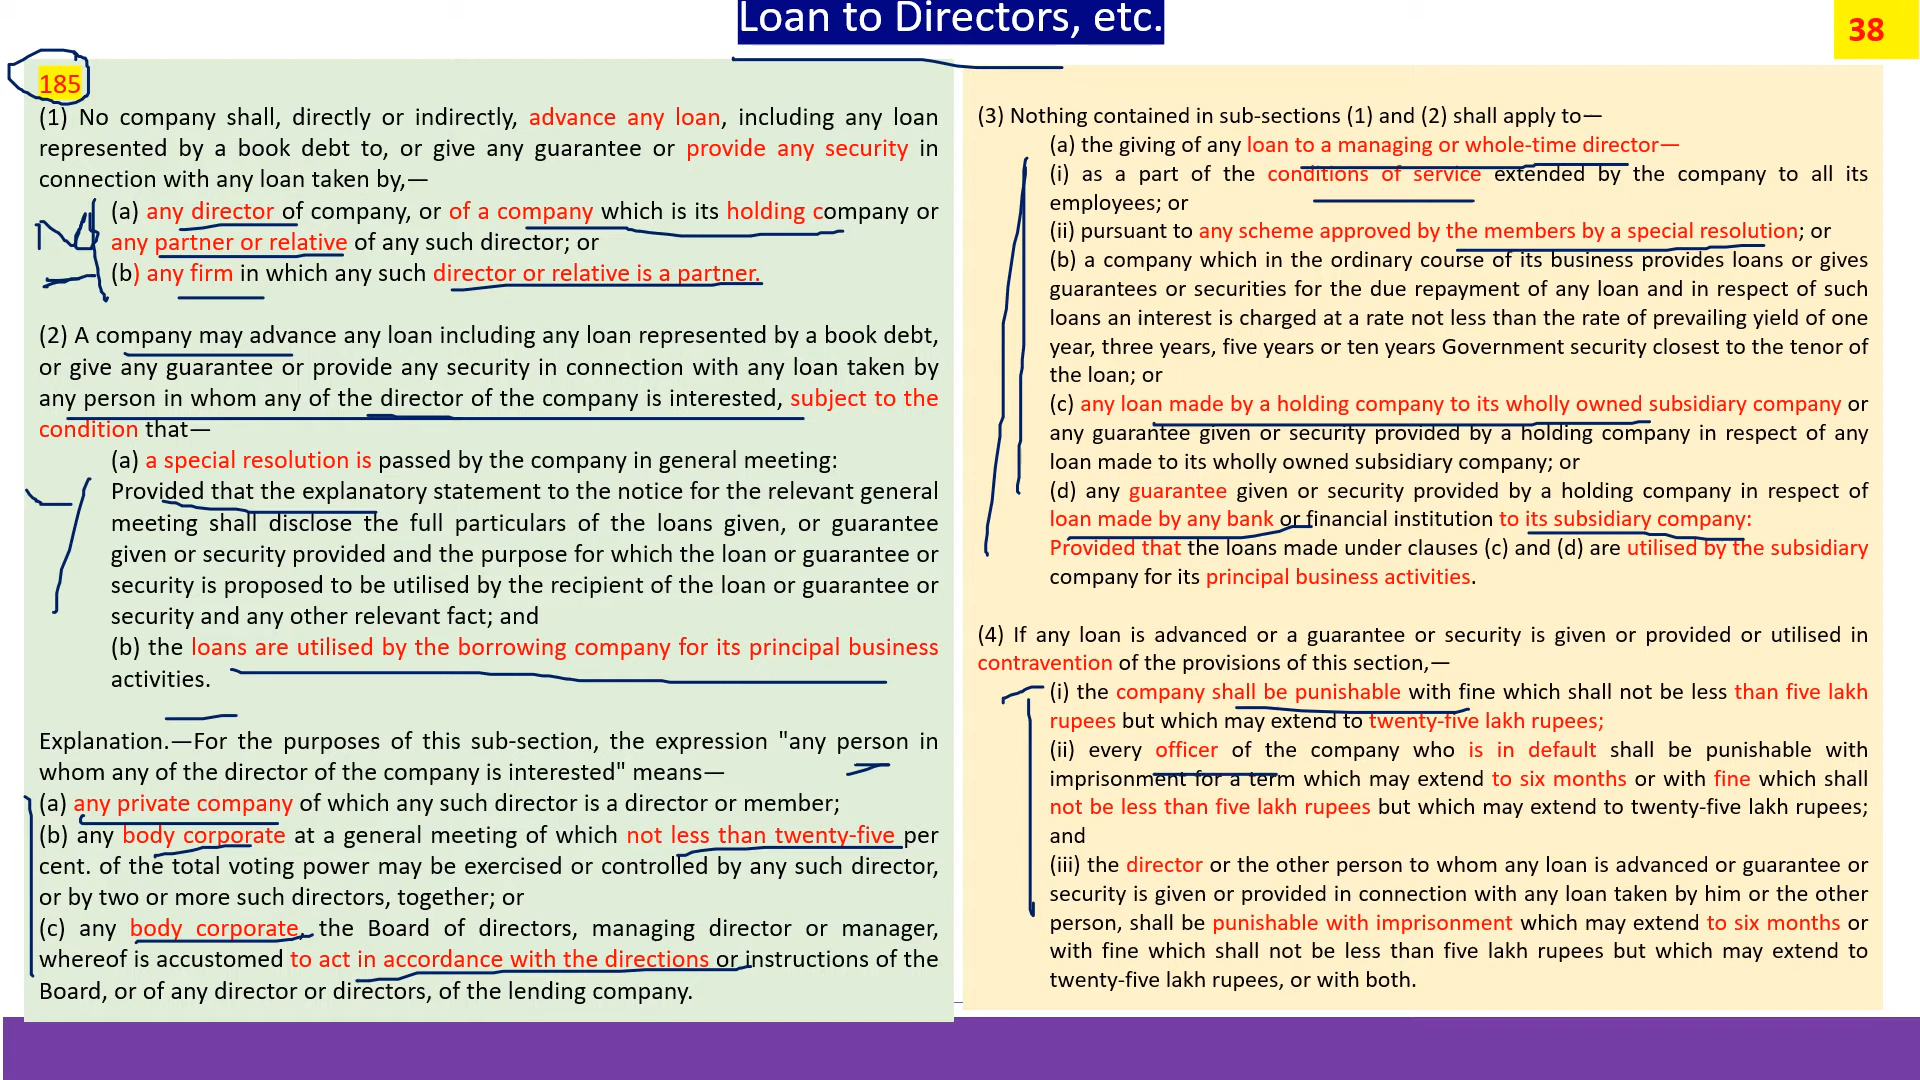 Loan to Directors, etc.
38
185
(1) No company shall, directly or indirectly, advance any loan, including any loan
represented by a book debt to, or give any guarantee or provide any security in
connection with any loan taken by,—
(a) any director of company, or of a company which is its holding company or
any partner or relative of any such director; or
(b) any firm in which any such director or relative is a partner.
(2) A company may advance any loan including any loan represented by a book debt,
or give any guarantee or provide any security in connection with any loan taken by
any person in whom any of the director of the company is interested, subject to the
condition that—
(a) a special resolution is passed by the company in general meeting:
Provided that the explanatory statement to the notice for the relevant general
meeting shall disclose the full particulars of the loans given, or guarantee
given or security provided and the purpose for which the loan or guarantee or
security is proposed to be utilised by the recipient of the loan or guarantee or
security and any other relevant fact; and
(b) the loans are utilised by the borrowing company for its principal business
activities.
Explanation.—For the purposes of this sub-section, the expression "any person in
whom any of the director of the company is interested" means—
(a) any private company of which any such director is a director or member;
(b) any body corporate at a general meeting of which not less than twenty-five per
cent. of the total voting power may be exercised or controlled by any such director,
or by two or more such directors, together; or
(c) any body corporate, the Board of directors, managing director or manager,
whereof is accustomed to act in accordance with the directions or instructions of the
Board, or of any director or directors, of the lending company.
(3) Nothing contained in sub-sections (1) and (2) shall apply to—
(a) the giving of any loan to a managing or whole-time director—
(i) as a part of the conditions of service extended by the company to all its
employees; or
(ii) pursuant to any scheme approved by the members by a special resolution; or
(b) a company which in the ordinary course of its business provides loans or gives
guarantees or securities for the due repayment of any loan and in respect of such
loans an interest is charged at a rate not less than the rate of prevailing yield of one
year, three years, five years or ten years Government security closest to the tenor of
the loan; or
(c) any loan made by a holding company to its wholly owned subsidiary company or
any guarantee given or security provided by a holding company in respect of any
loan made to its wholly owned subsidiary company; or
(d) any guarantee given or security provided by a holding company in respect of
loan made by any bank or financial institution to its subsidiary company:
Provided that the loans made under clauses (c) and (d) are utilised by the subsidiary
company for its principal business activities.
(4) If any loan is advanced or a guarantee or security is given or provided or utilised in
contravention of the provisions of this section,—
(i) the company shall be punishable with fine which shall not be less than five lakh
rupees but which may extend to twenty-five lakh rupees;
(ii) every officer of the company who is in default shall be punishable with
imprisonment for a term which may extend to six months or with fine which shall
not be less than five lakh rupees but which may extend to twenty-five lakh rupees;
and
(iii) the director or the other person to whom any loan is advanced or guarantee or
security is given or provided in connection with any loan taken by him or the other
person, shall be punishable with imprisonment which may extend to six months or
with fine which shall not be less than five lakh rupees but which may extend to
twenty-five lakh rupees, or with both.